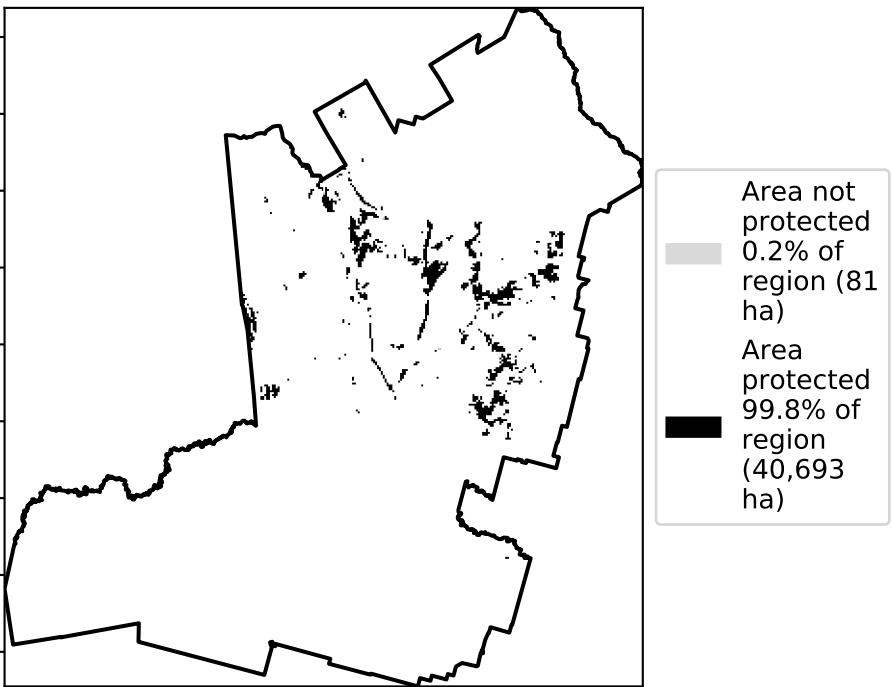 Area not
protected
0.2% of
region (81
ha)
Area
protected
99.8% of
region
(40,693
ha)